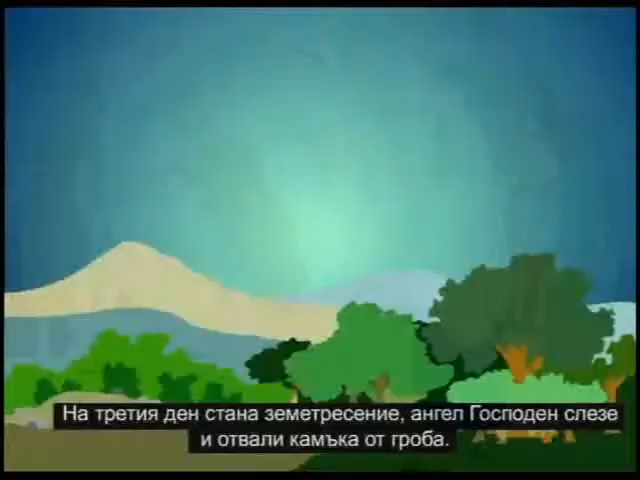 На третия ден стана земетресение, ангел Господен слезе
и отвали камъка от гроба.